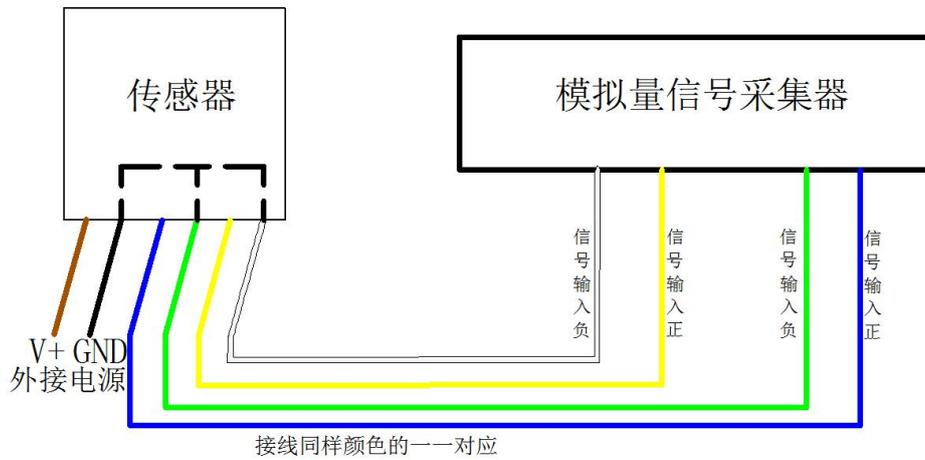 传感器
模拟量信号采集器
信号输入负
信号输入正
信号输入负
信号输入正
V+ GND
外接电源
接线同样颜色的一一对应